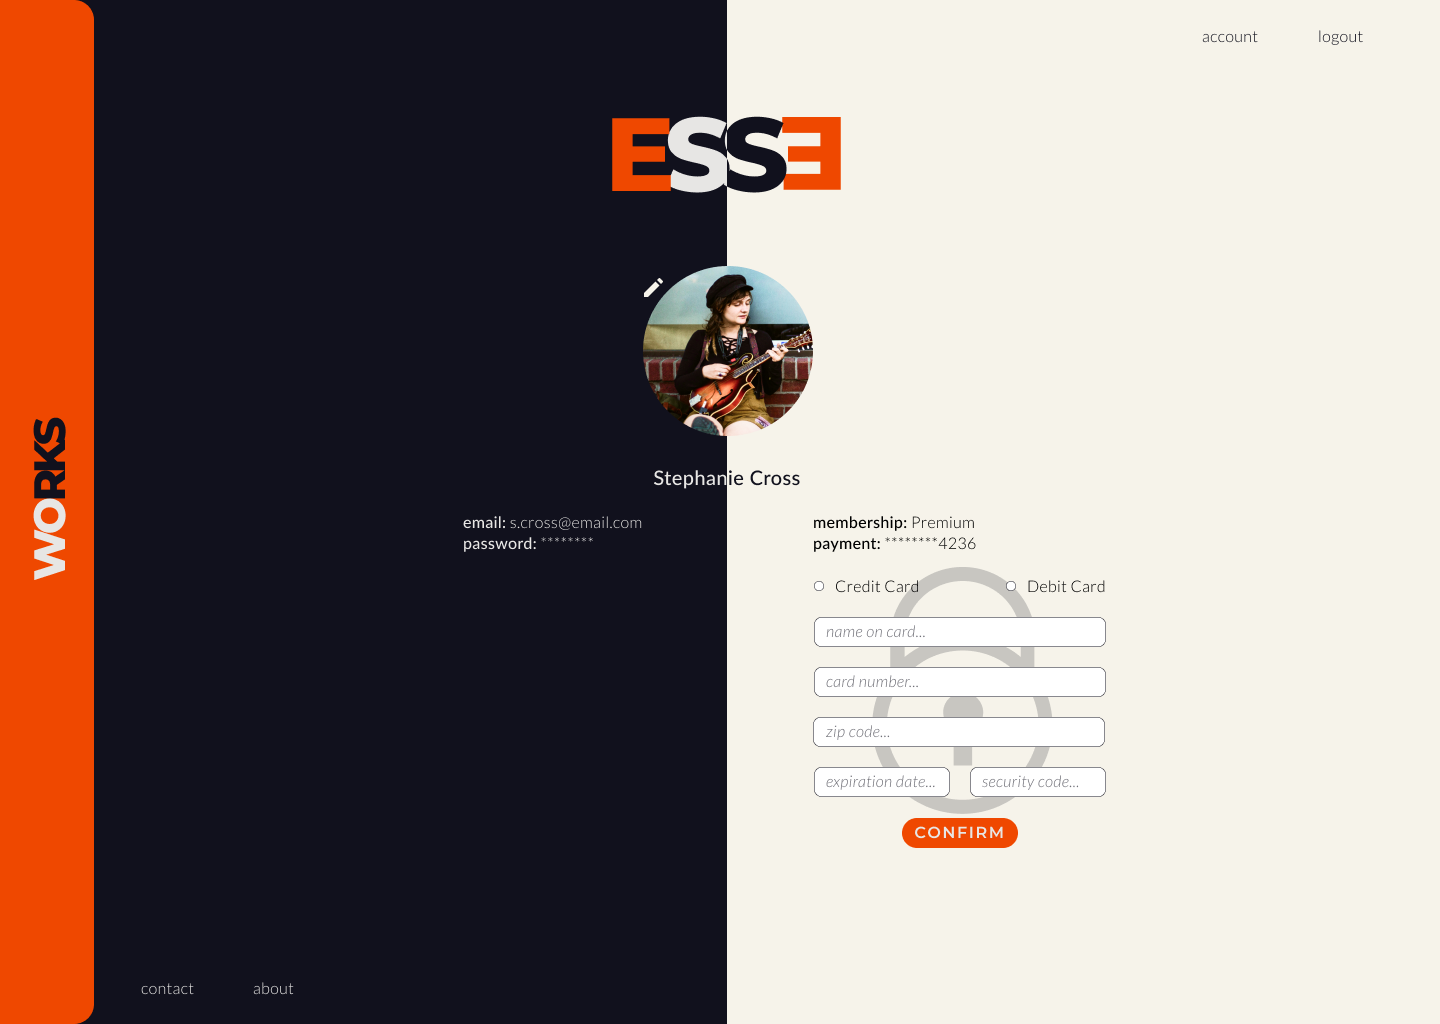 account logout
ESSE
WORKS
Stephanie Cross
email: s.cross@email.com
password: ********
membership: Premium
payment: ********4236
Credit Card Debit Card
name on card...
card number...
zip code...
expiration date... security code...
CONFIRM
contact about